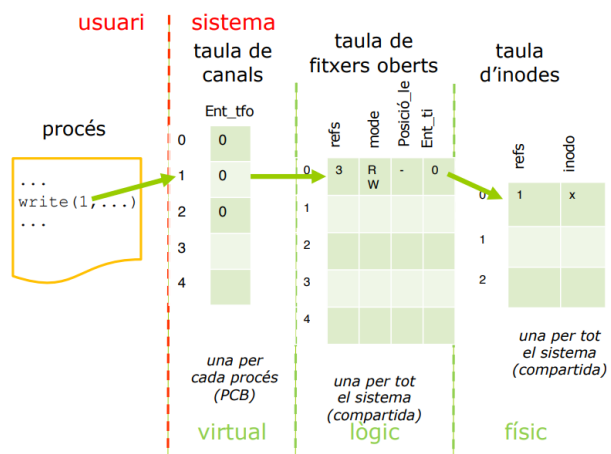 usuari
sistema
taula de
canals
taula de
fitxers oberts
taula
d'inodes
procés
...
write(1,...)
...
Ent_tfo
0 0
1 0
2 0
3
4
refs mode Posició_le Ent_ti
0 3 R W - 0
1
2
3
4
refs inodo
0 1 x
1
2
una per
cada procés
(PCB)
una per tot
el sistema
(compartida)
una per tot
el sistema
(compartida)
virtual
lògic
físic